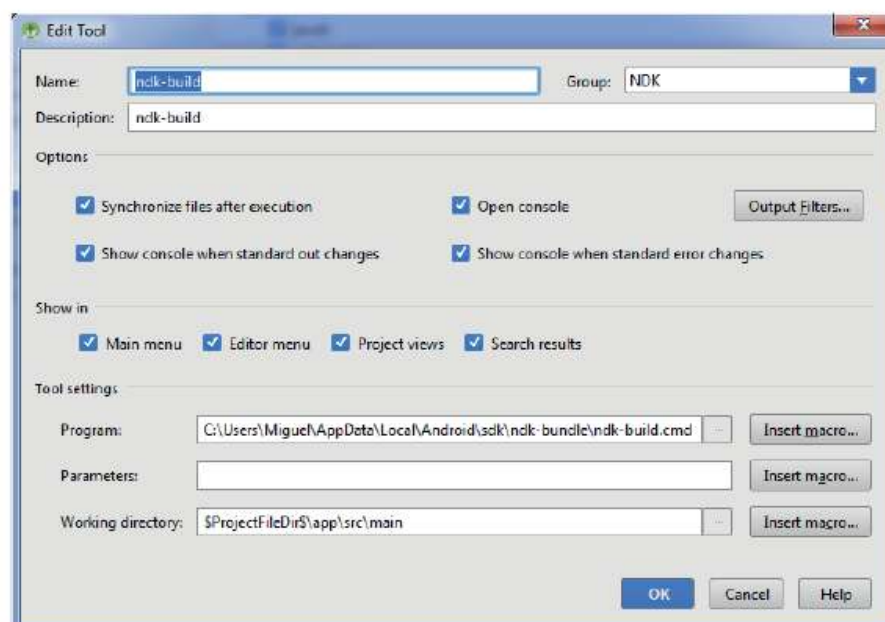 Edit Tool
Name: ndk-build Group: NDK
Description: ndk-build
Options
Synchronize files after execution Open console Output Filters...
Show console when standard out changes Show console when standard error changes
Show in
Main menu Editor menu Project views Search results
Tool settings
Program: C:\Users\Miguel\AppData\Local\Android\sdk\ndk-bundle\ndk-build.cmd ... Insert macro...
Parameters: Insert macro...
Working directory: $ProjectFileDir$\app\src\main ... Insert macro...
OK Cancel Help